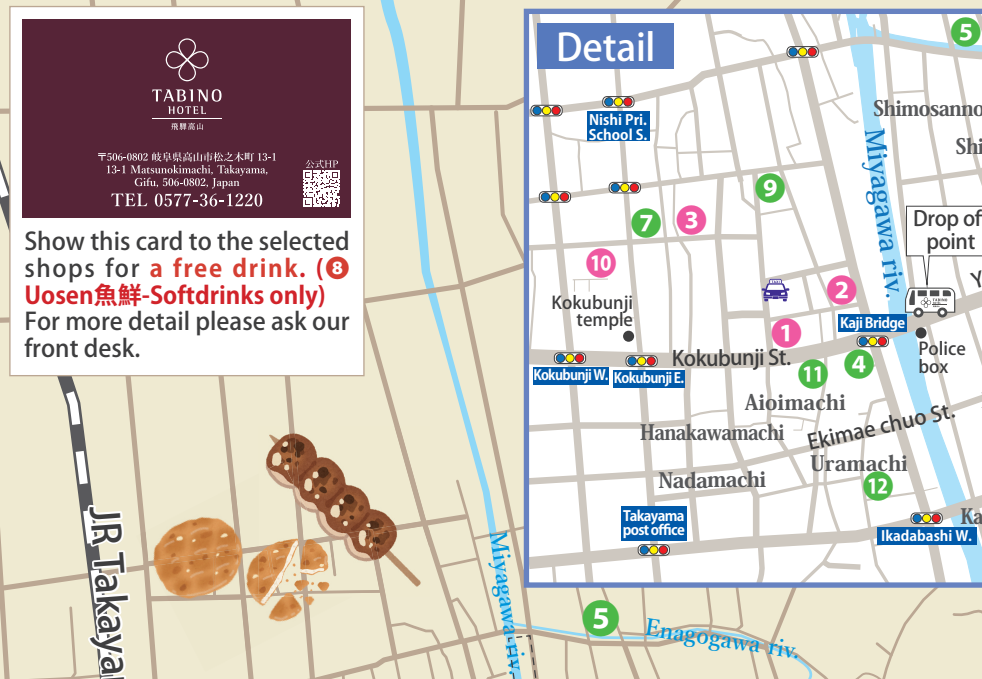 TABINO
HOTEL
飛騨高山
〒506-0802 岐阜県高山市松之木町 13-1
13-1 Matsunokimachi, Takayama,
Gifu, 506-0802, Japan
TEL 0577-36-1220
公式HP
Show this card to the selected
shops for a free drink. (8
Uosen魚鮮-Softdrinks only)
For more detail please ask our
front desk.
JR Takaya
Miyagawa riv.
5
Enagogawa riv.
Detail
5
Nishi Pri.
School S.
Shimosanno
Shi
Miyagawa riv.
9
7
3
10
Drop of
point
Y
Kokubunji
temple
2
1
Kaji Bridge
Police
box
Kokubunji W.
Kokubunji E.
Kokubunji St.
11
4
Aioimachi
Hanakawamachi
Ekimae chuo St.
Uramachi
Nadamachi
12
Takayama
post office
Ka
Ikadabashi W.